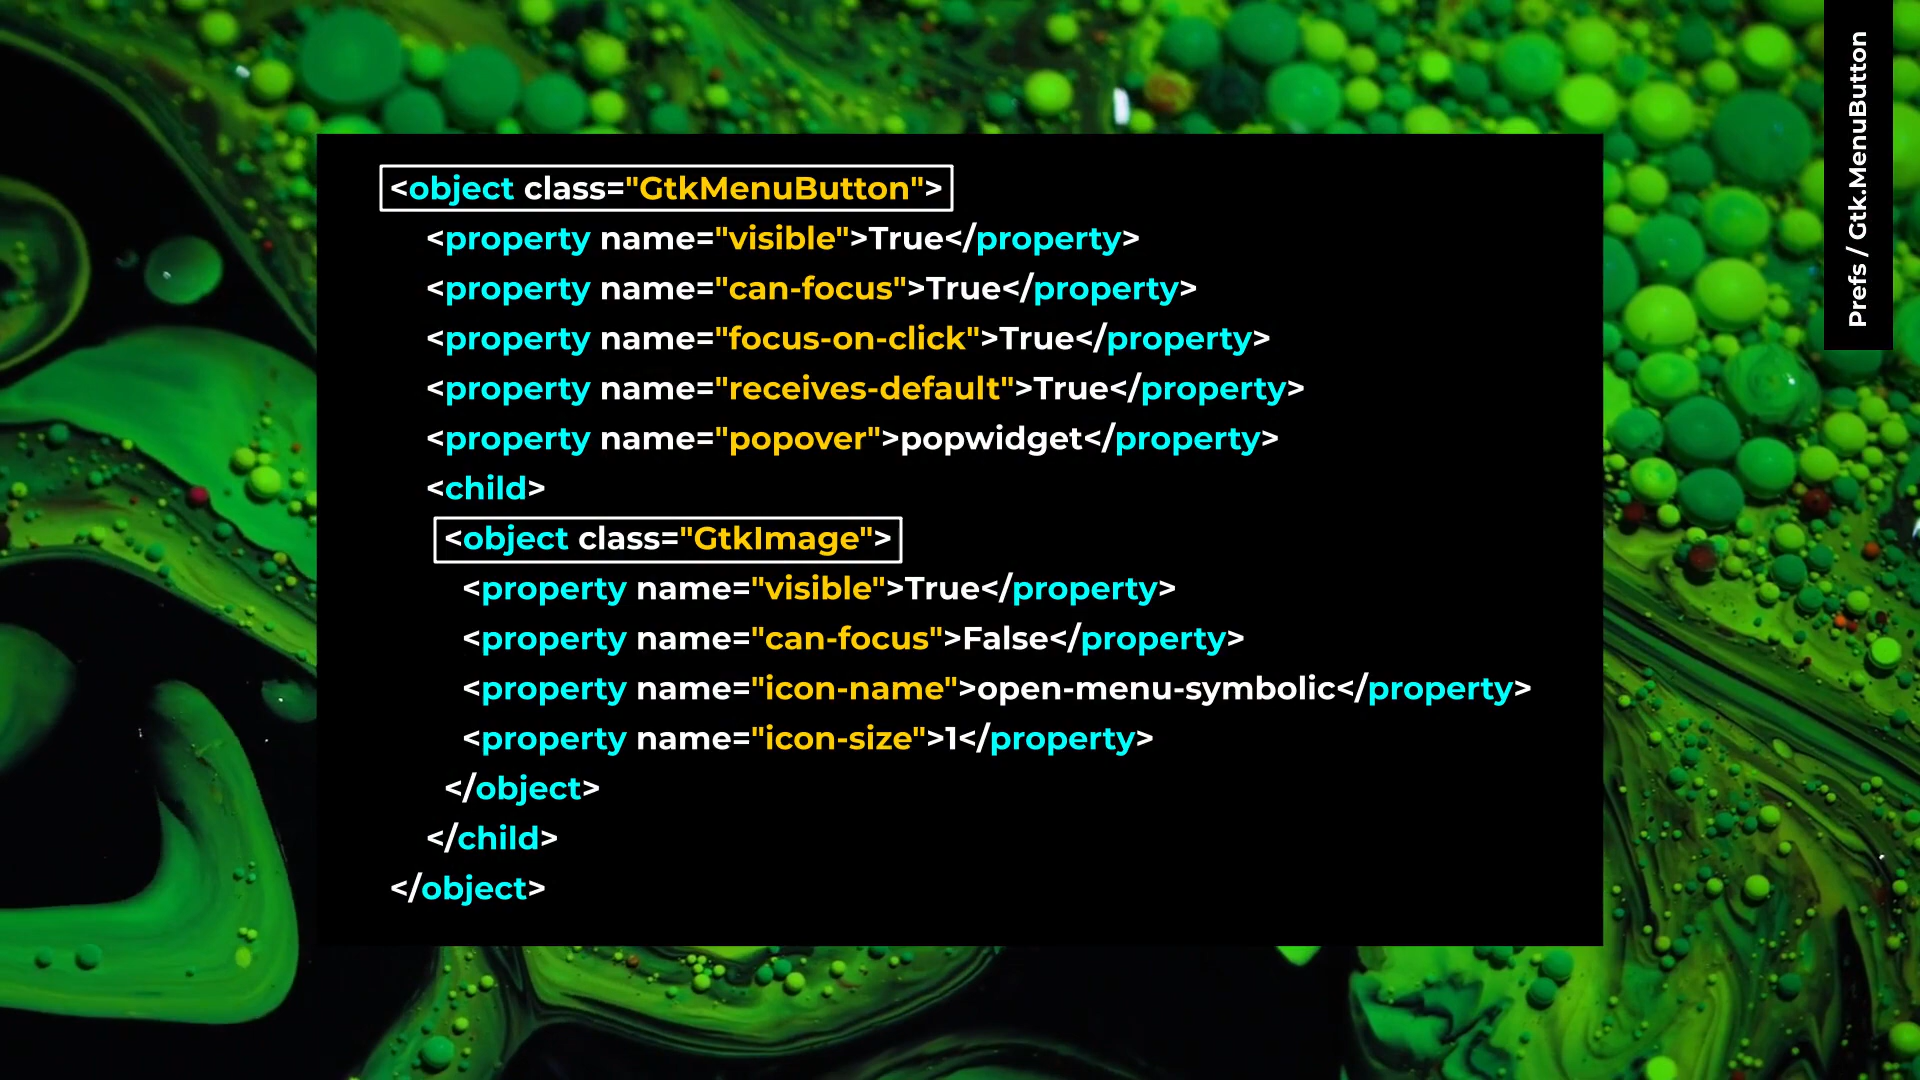 <object class="GtkMenuButton">
<property name="visible">True</property>
<property name="can-focus">True</property>
<property name="focus-on-click">True</property>
<property name="receives-default">True</property>
<property name="popover">popwidget</property>
<child>
<object class="GtkImage">
<property name="visible">True</property>
<property name="can-focus">False</property>
<property name="icon-name">open-menu-symbolic</property>
<property name="icon-size">1</property>
</object>
</child>
</object>
Prefs / Gtk.MenuButton